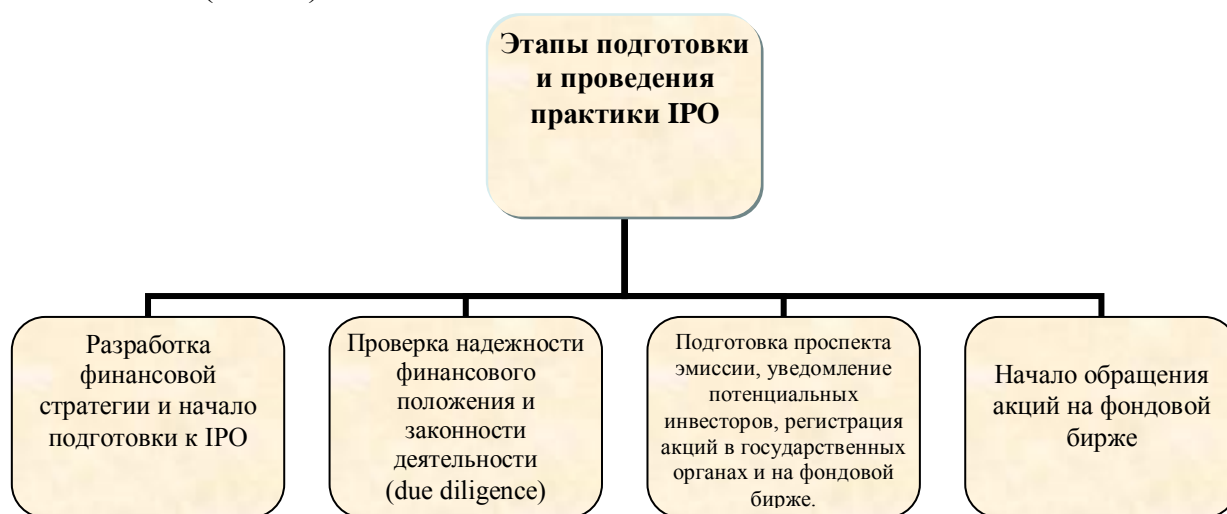 Этапы подготовки
и проведения
практики IPO
Разработка
финансовой
стратегии и начало
подготовки к IPO
Проверка надежности
финансового
положения и
законности
деятельности
(due diligence)
Подготовка проспекта
эмиссии, уведомление
потенциальных
инвесторов, регистрация
акций в государственных
органах и на фондовой
бирже.
Начало обращения
акций на фондовой
бирже